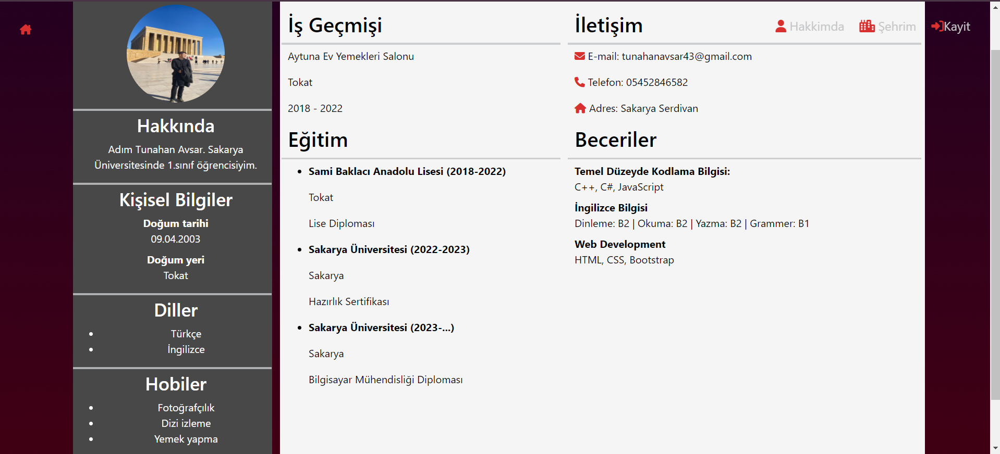 Hakkimda
Şehrim
Kayit
Hakkında
Adım Tunahan Avsar. Sakarya
Üniversitesinde 1.sınıf öğrencisiyim.
Kişisel Bilgiler
Doğum tarihi
09.04.2003
Doğum yeri
Tokat
Diller
Türkçe
İngilizce
Hobiler
Fotoğrafçılık
Dizi izleme
Yemek yapma
İş Geçmişi
Aytuna Ev Yemekleri Salonu
Tokat
2018 - 2022
Eğitim
Sami Baklacı Anadolu Lisesi (2018-2022)
Tokat
Lise Diploması
Sakarya Üniversitesi (2022-2023)
Sakarya
Hazırlık Sertifikası
Sakarya Üniversitesi (2023-...)
Sakarya
Bilgisayar Mühendisliği Diploması
İletişim
E-mail: tunahanavsar43@gmail.com
Telefon: 05452846582
Adres: Sakarya Serdivan
Beceriler
Temel Düzeyde Kodlama Bilgisi:
C++, C#, JavaScript
İngilizce Bilgisi
Dinleme: B2 | Okuma: B2 | Yazma: B2 | Grammer: B1
Web Development
HTML, CSS, Bootstrap